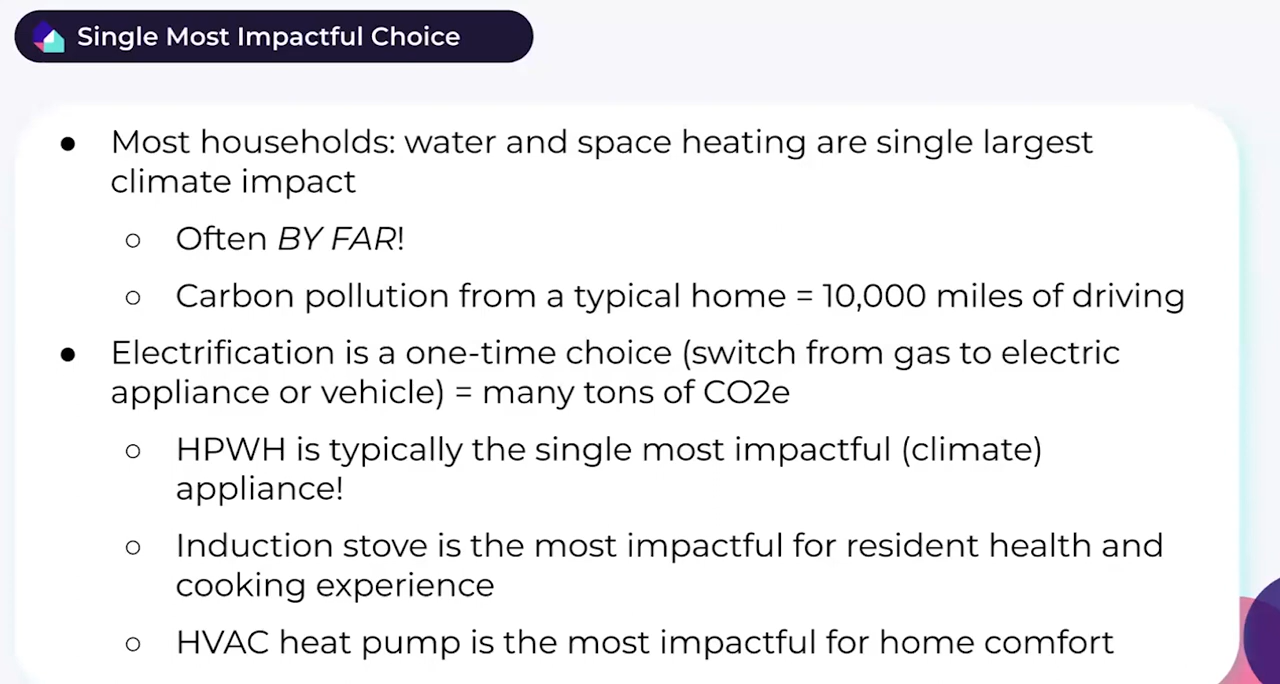 Single Most Impactful Choice
● Most households: water and space heating are single largest
climate impact
○ Often BY FAR!
○ Carbon pollution from a typical home = 10,000 miles of driving
● Electrification is a one-time choice (switch from gas to electric
appliance or vehicle) = many tons of CO2e
○ HPWH is typically the single most impactful (climate)
appliance!
○ Induction stove is the most impactful for resident health and
cooking experience
○ HVAC heat pump is the most impactful for home comfort